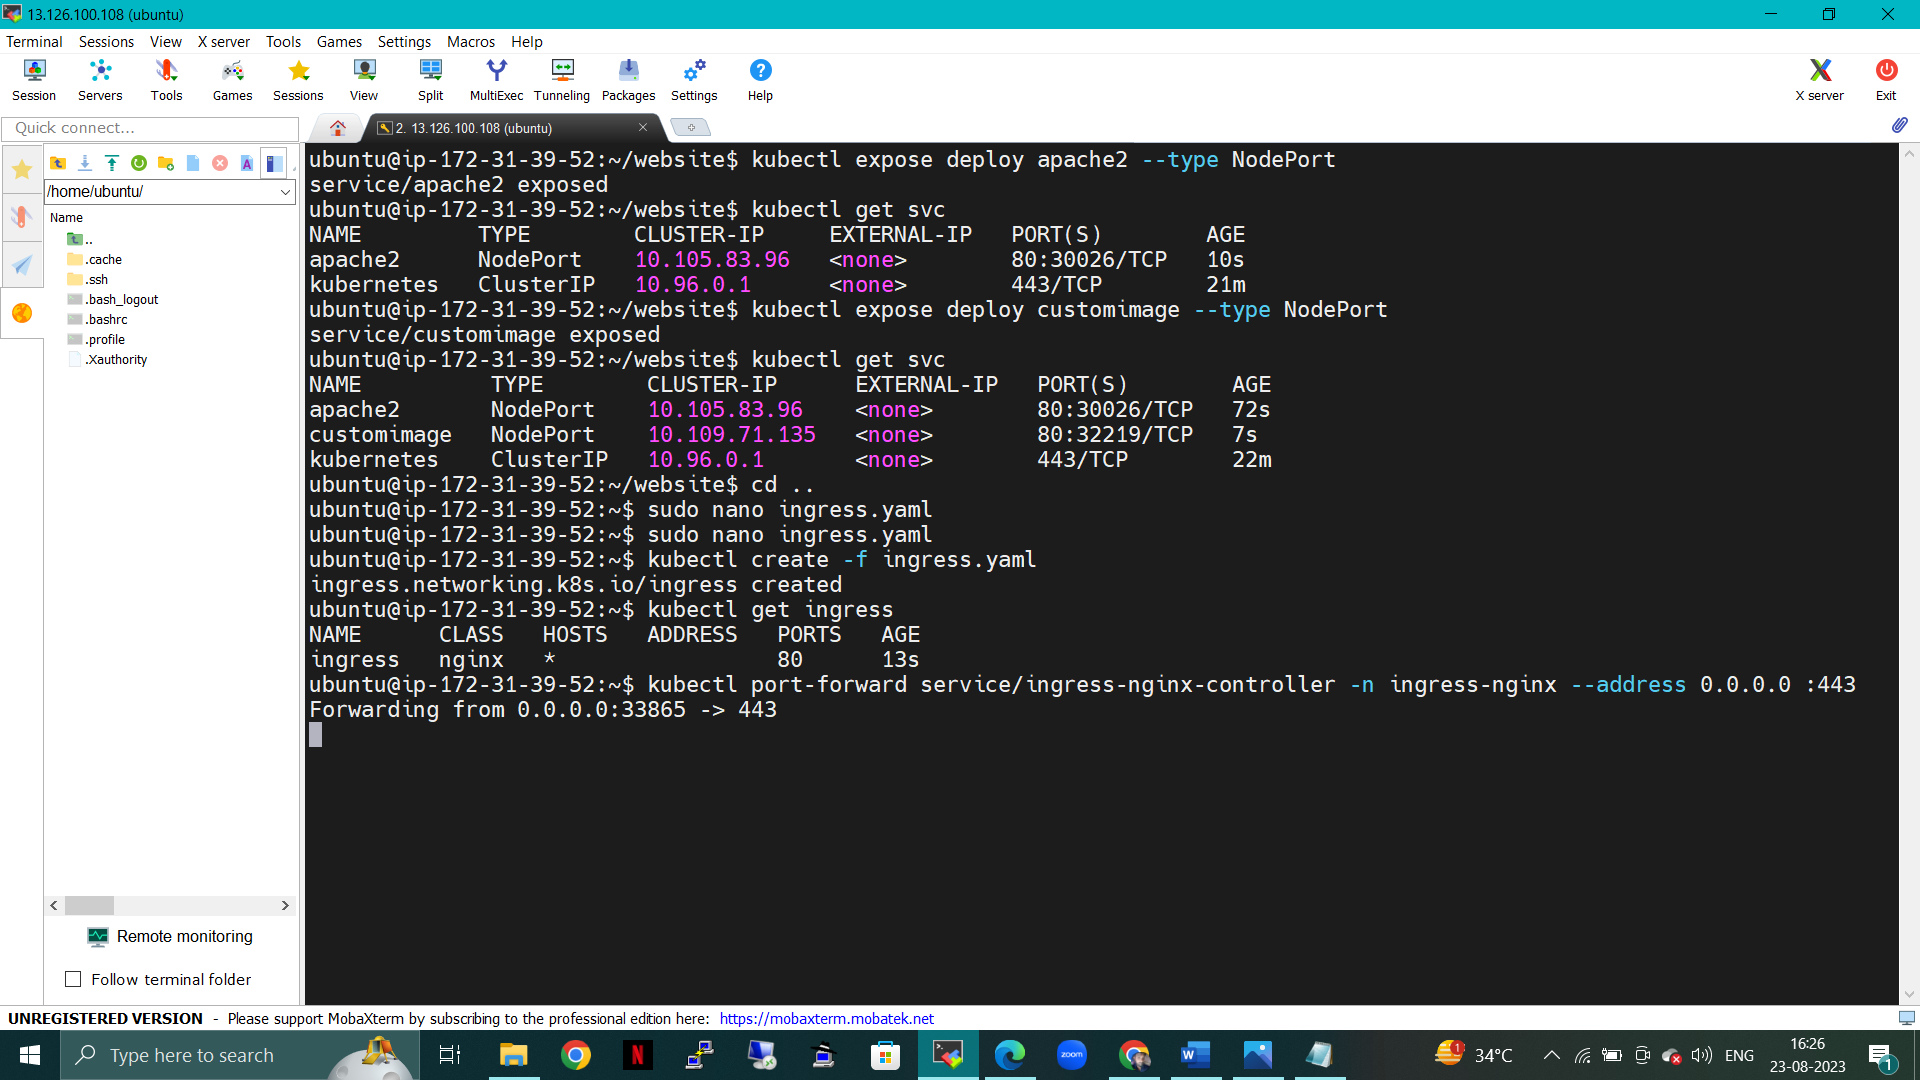 13.126.100.108 (ubuntu)
Terminal Sessions View X server Tools Games Settings Macros Help
Session Servers Tools Games Sessions View Split MultiExec Tunneling Packages Settings Help X server Exit
Quick connect...
2. 13.126.100.108 (ubuntu)
/home/ubuntu/
Name
..
.cache
.ssh
.bash_logout
.bashrc
.profile
.Xauthority
Remote monitoring
Follow terminal folder
ubuntu@ip-172-31-39-52:~/website$ kubectl expose deploy apache2 --type NodePort
service/apache2 exposed
ubuntu@ip-172-31-39-52:~/website$ kubectl get svc
NAME TYPE CLUSTER-IP EXTERNAL-IP PORT(S) AGE
apache2 NodePort 10.105.83.96 <none> 80:30026/TCP 10s
kubernetes ClusterIP 10.96.0.1 <none> 443/TCP 21m
ubuntu@ip-172-31-39-52:~/website$ kubectl expose deploy customimage --type NodePort
service/customimage exposed
ubuntu@ip-172-31-39-52:~/website$ kubectl get svc
NAME TYPE CLUSTER-IP EXTERNAL-IP PORT(S) AGE
apache2 NodePort 10.105.83.96 <none> 80:30026/TCP 72s
customimage NodePort 10.109.71.135 <none> 80:32219/TCP 7s
kubernetes ClusterIP 10.96.0.1 <none> 443/TCP 22m
ubuntu@ip-172-31-39-52:~/website$ cd ..
ubuntu@ip-172-31-39-52:~$ sudo nano ingress.yaml
ubuntu@ip-172-31-39-52:~$ sudo nano ingress.yaml
ubuntu@ip-172-31-39-52:~$ kubectl create -f ingress.yaml
ingress.networking.k8s.io/ingress created
ubuntu@ip-172-31-39-52:~$ kubectl get ingress
NAME CLASS HOSTS ADDRESS PORTS AGE
ingress nginx * 80 13s
ubuntu@ip-172-31-39-52:~$ kubectl port-forward service/ingress-nginx-controller -n ingress-nginx --address 0.0.0.0 :443
Forwarding from 0.0.0.0:33865 -> 443
UNREGISTERED VERSION - Please support MobaXterm by subscribing to the professional edition here: https://mobaxterm.mobatek.net
Type here to search
zoom
1
34°C
ENG
16:26
23-08-2023
1